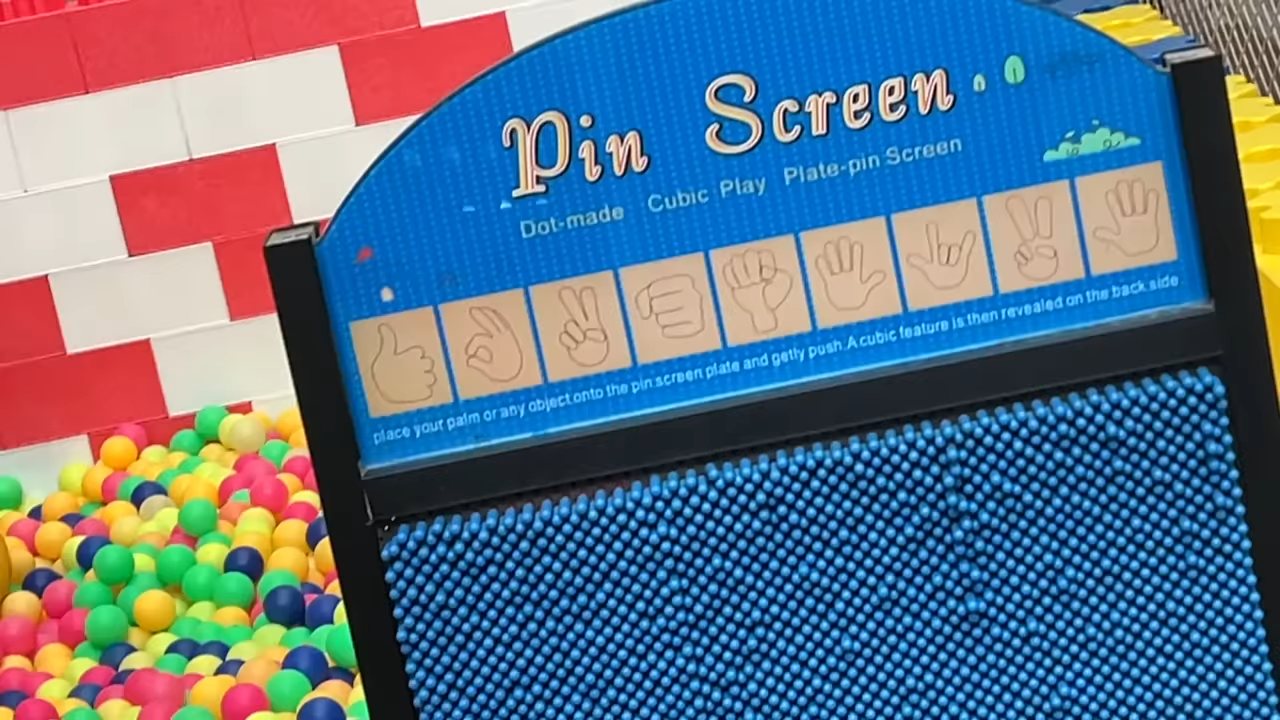 Pin Screen
Dot-made Cubic Play Plate-pin Screen
place your palm or any object onto the pin screen plate and getly push.A cubic feature is then revealed on the back side